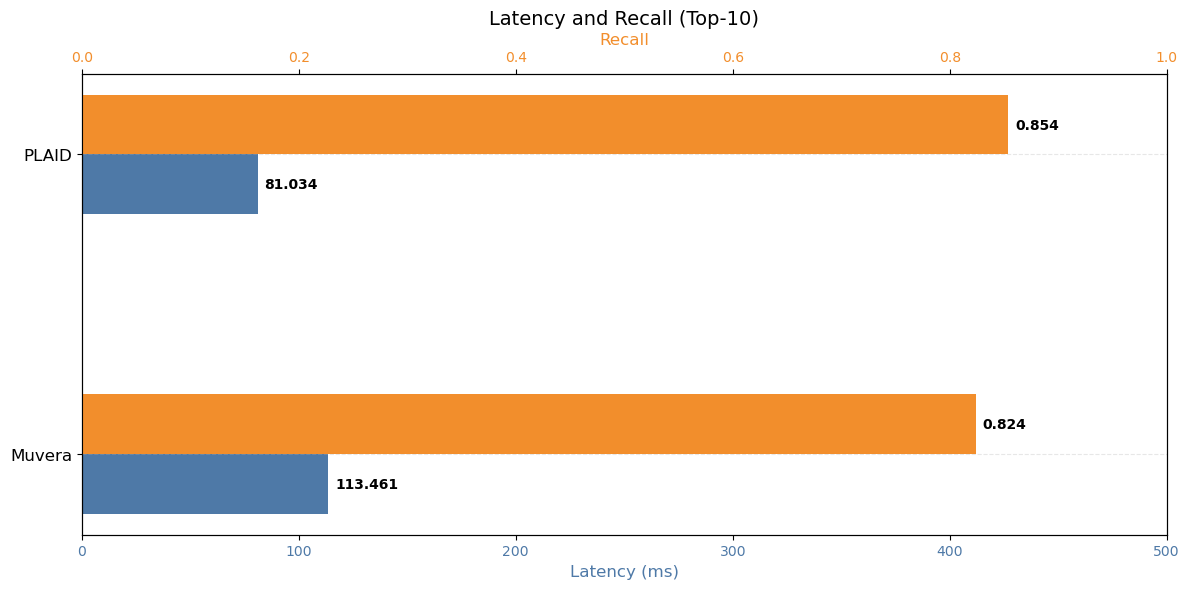 Latency and Recall (Top-10)
Recall
0.0 0.2 0.4 0.6 0.8 1.0
PLAID
0.854
81.034
Muvera
0.824
113.461
0 100 200 300 400 500
Latency (ms)